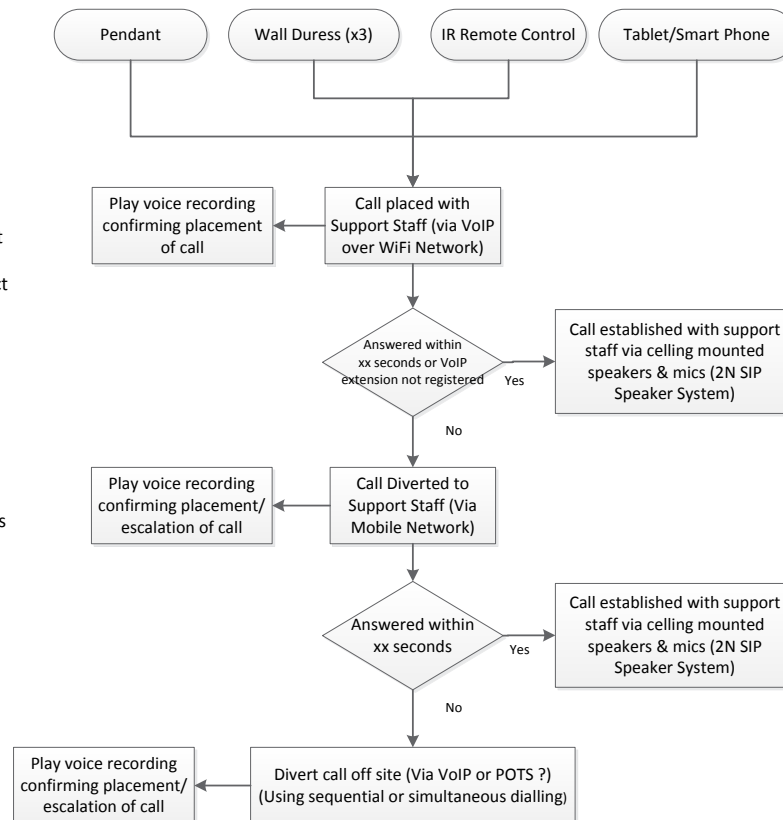 Pendant
Wall Duress (x3)
IR Remote Control
Tablet/Smart Phone
Play voice recording
confirming placement
of call
Call placed with
Support Staff (via VoIP
over WiFi Network)
t
ct
Answered within
xx seconds or VoIP
extension not registered
Yes
Call established with support
staff via celling mounted
speakers & mics (2N SIP
Speaker System)
No
Play voice recording
confirming placement/
escalation of call
Call Diverted to
Support Staff (Via
Mobile Network)
s
Answered within
xx seconds
Yes
Call established with support
staff via celling mounted
speakers & mics (2N SIP
Speaker System)
No
Play voice recording
confirming placement/
escalation of call
Divert call off site (Via VoIP or POTS ?)
(Using sequential or simultaneous dialling)